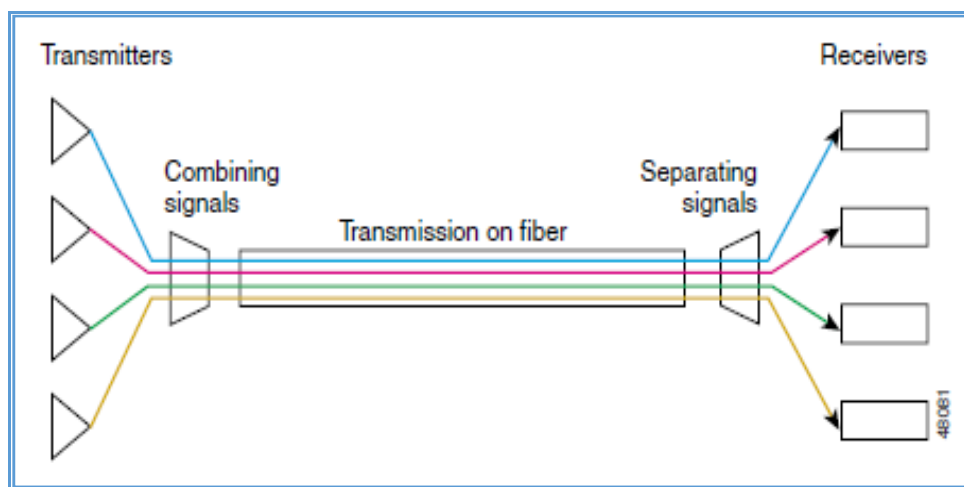 Transmitters
Receivers
Combining
signals
Separating
signals
Transmission on fiber
48081